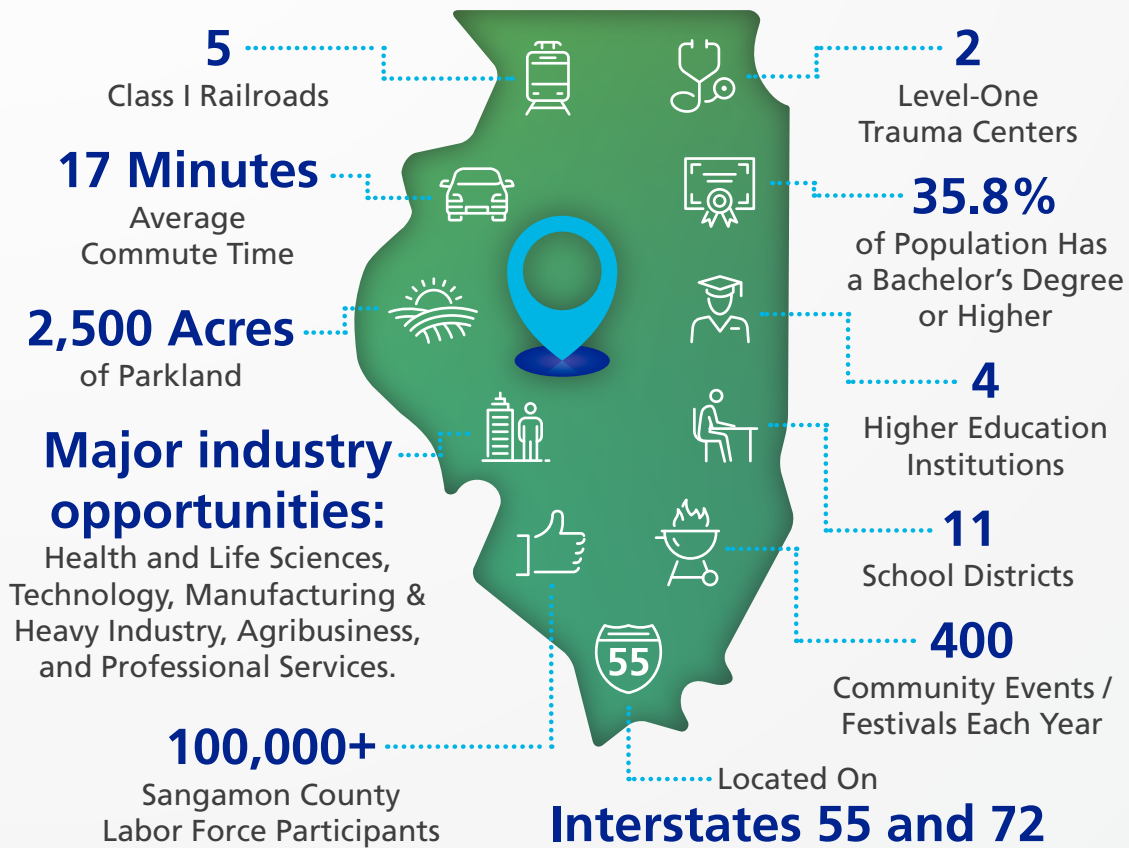 5
Class I Railroads
17 Minutes
Average
Commute Time
2,500 Acres
of Parkland
Major industry
opportunities:
Health and Life Sciences,
Technology, Manufacturing &
Heavy Industry, Agribusiness,
and Professional Services.
100,000+
Sangamon County
Labor Force Participants
2
Level-One
Trauma Centers
35.8%
of Population Has
a Bachelor’s Degree
or Higher
4
Higher Education
Institutions
11
School Districts
400
Community Events /
Festivals Each Year
55
Located On
Interstates 55 and 72